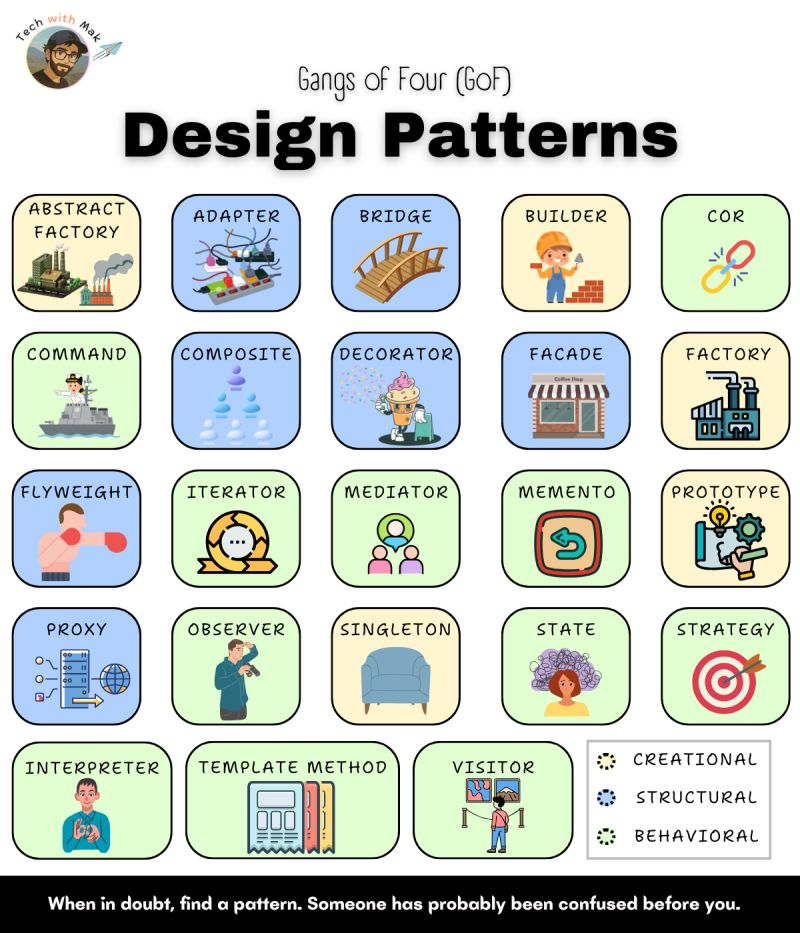 Tech with Mak
Gangs of Four (GoF)
Design Patterns
ABSTRACT
FACTORY
ADAPTER
BRIDGE
BUILDER
COR
COMMAND
COMPOSITE
DECORATOR
FACADE
Coffee Shop
FACTORY
FLYWEIGHT
ITERATOR
MEDIATOR
MEMENTO
PROTOTYPE
PROXY
OBSERVER
SINGLETON
STATE
STRATEGY
INTERPRETER
TEMPLATE METHOD
VISITOR
CREATIONAL
STRUCTURAL
BEHAVIORAL
When in doubt, find a pattern. Someone has probably been confused before you.